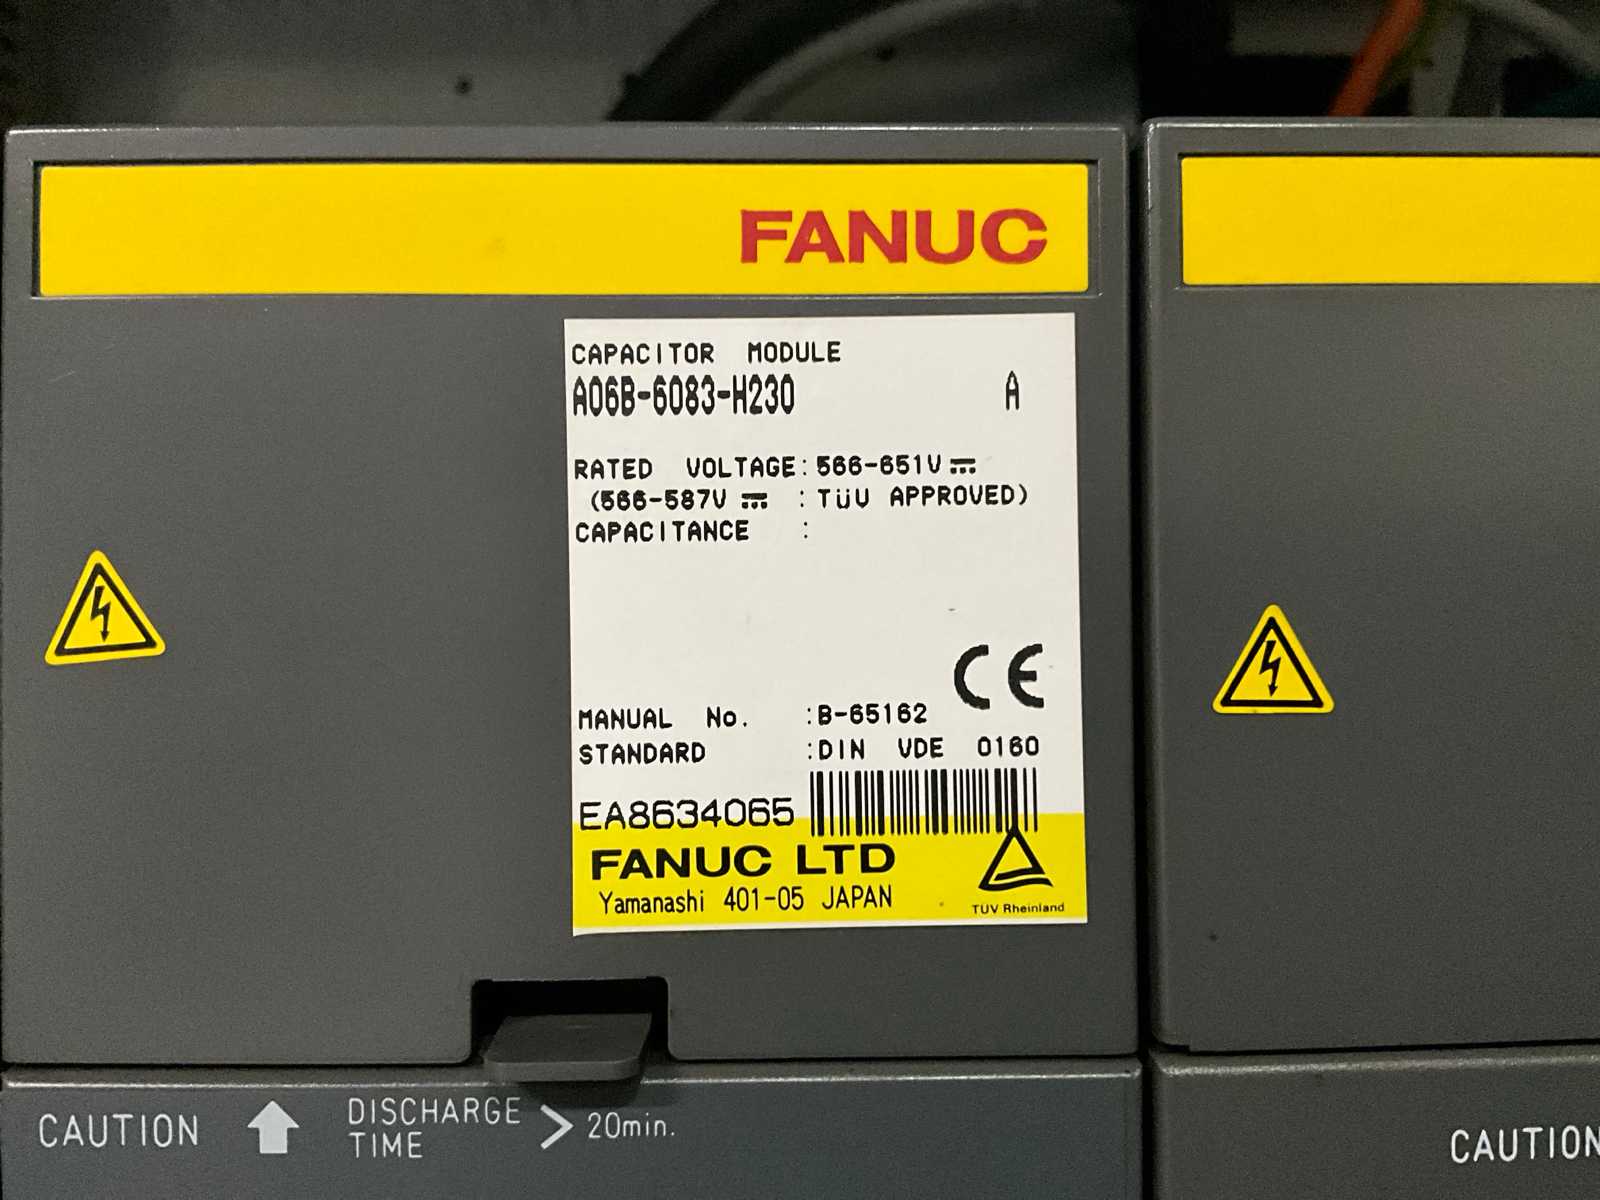 FANUC
CAPACITOR MODULE
A06B-6083-H230 A
RATED VOLTAGE: 566-651V
(566-587V : TüV APPROVED)
CAPACITANCE :
CE
MANUAL No. :B-65162
STANDARD :DIN VDE 0160
EA8634065
FANUC LTD
Yamanashi 401-05 JAPAN
TÜV Rheinland
CAUTION DISCHARGE TIME > 20min.
CAUTION